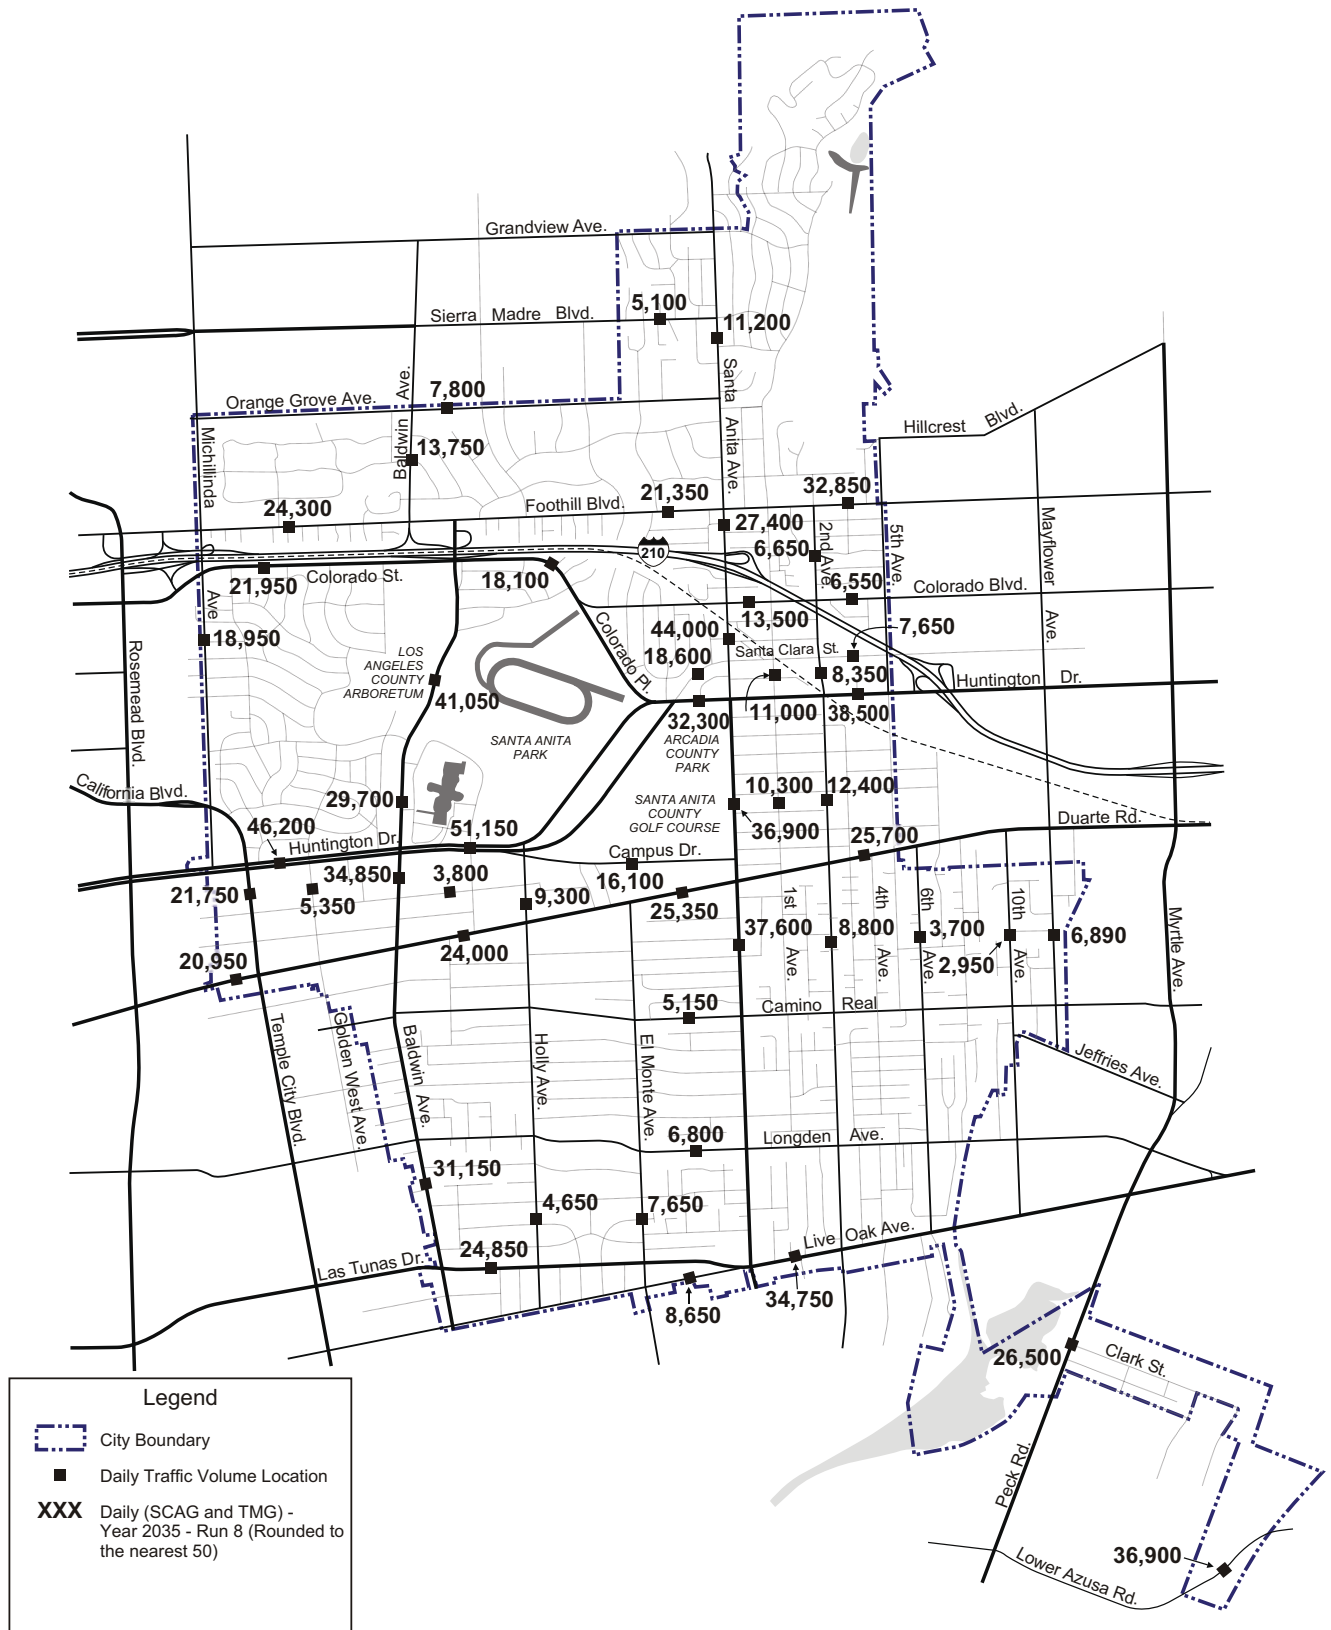 Grandview Ave.
5,100
Sierra Madre Blvd.
11,200
Santa Anita Ave.
7,800
Orange Grove Ave.
Baldwin Ave.
Hillcrest Blvd.
Michillinda Ave
13,750
24,300
Foothill Blvd.
21,350
32,850
27,400
2nd Ave.
5th Ave.
Mayflower Ave.
210
6,650
21,950
Colorado St.
18,100
6,550
Colorado Blvd.
13,500
Rosemead Blvd.
18,950
Colorado Pl.
44,000
7,650
Santa Clara St.
LOS
ANGELES
COUNTY
ARBORETUM
18,600
8,350
Huntington Dr.
41,050
32,300
11,000
38,500
SANTA ANITA
PARK
ARCADIA
COUNTY
PARK
California Blvd.
29,700
SANTA ANITA
COUNTY
GOLF COURSE
10,300
12,400
36,900
46,200
Huntington Dr.
51,150
25,700
Duarte Rd.
Campus Dr.
34,850
3,800
16,100
21,750
5,350
9,300
25,350
1st Ave.
4th Ave.
6th Ave.
10th Ave.
37,600
8,800
3,700
6,890
Myrtle Ave.
24,000
2,950
20,950
5,150
Camino Real
Temple City Blvd.
Golden West Ave.
Baldwin Ave.
Holly Ave.
El Monte Ave.
Jeffries Ave.
6,800
Longden Ave.
31,150
4,650
7,650
Live Oak Ave.
24,850
Las Tunas Dr.
34,750
8,650
26,500
Clark St.
Peck Rd.
36,900
Lower Azusa Rd.
Legend
City Boundary
Daily Traffic Volume Location
XXX Daily (SCAG and TMG) -
Year 2035 - Run 8 (Rounded to
the nearest 50)